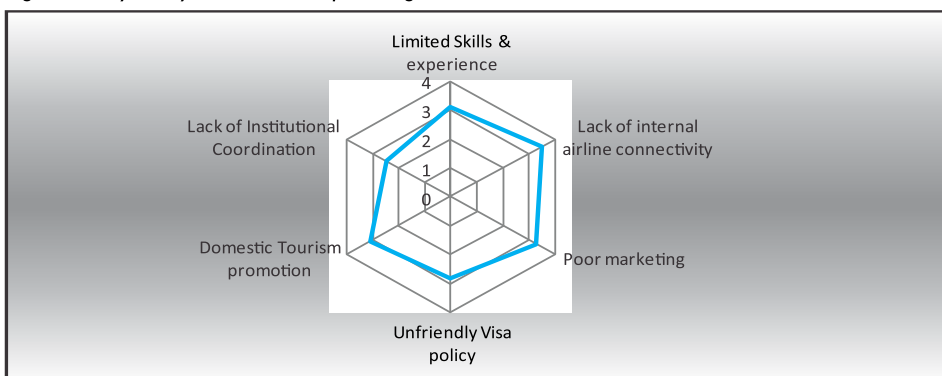 Limited Skills &
experience
4
Lack of Institutional
Coordination
Lack of internal
airline connectivity
3
2
1
0
Domestic Tourism
promotion
Poor marketing
Unfriendly Visa
policy